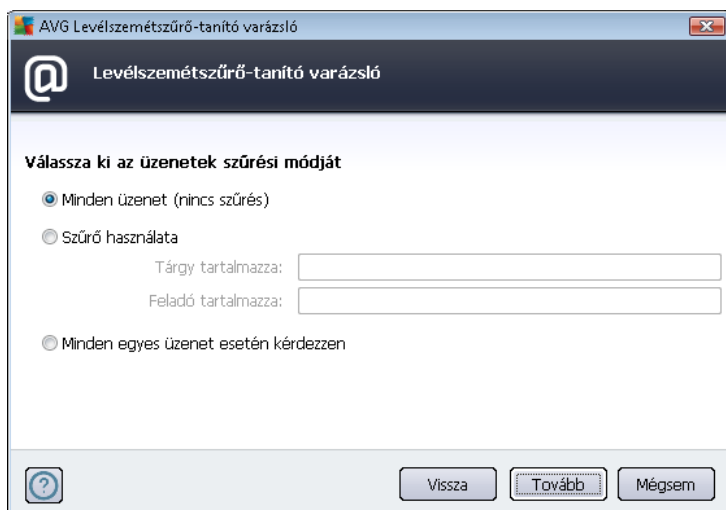 AVG Levélszemétszűrő-tanító varázsló
Levélszemétszűrő-tanító varázsló
Válassza ki az üzenetek szűrési módját
Minden üzenet (nincs szűrés)
Szűrő használata
Tárgy tartalmazza:
Feladó tartalmazza:
Minden egyes üzenet esetén kérdezzen
Vissza
Tovább
Mégsem